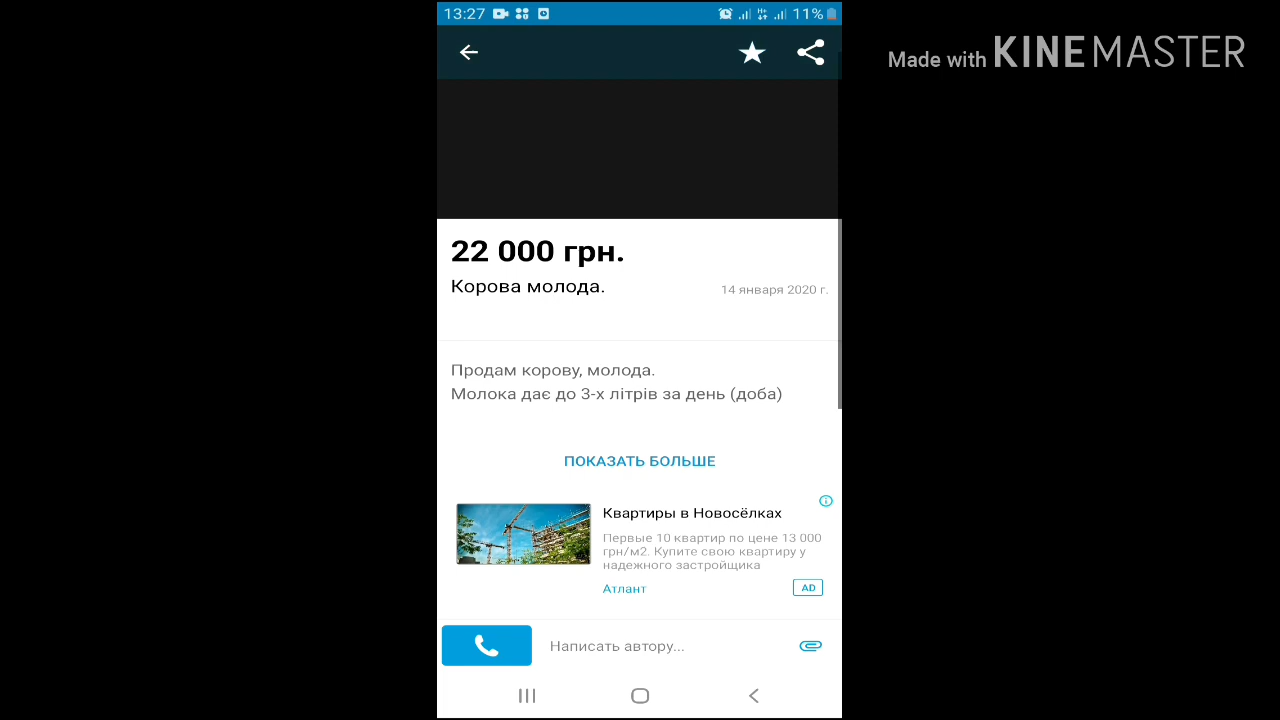 13:27
11%
Made with KINEMASTER
22 000 грн.
Корова молода.
14 января 2020 г.
Продам корову, молода.
Молока дає до 3-х літрів за день (доба)
ПОКАЗАТЬ БОЛЬШЕ
Квартиры в Новосёлках
Первые 10 квартир по цене 13 000
грн/м2. Купите свою квартиру у
надежного застройщика
Атлант
AD
Написать автору...